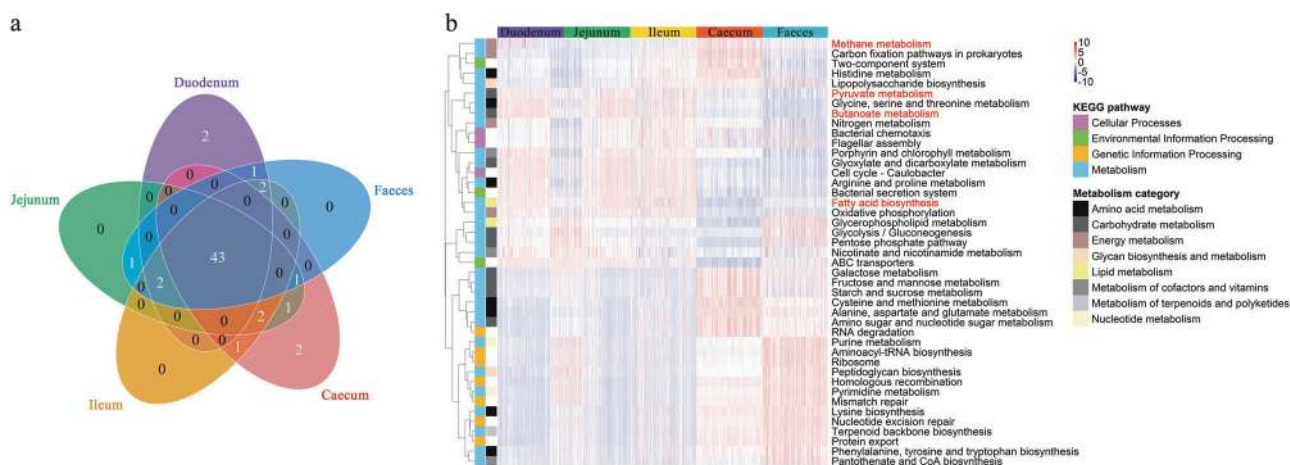 a
Duodenum
2
Jejunum
Faeces
1
2
0
0
0
0
0
0
0
0
0
0
0
43
1
2
0
0
0
1
0
0
0
0
0
2
1
0
0
1
0
2
Ileum
Caecum
b
Duodenum Jejunum Ileum Caecum Faeces
Methane metabolism
Carbon fixation pathways in prokaryotes
Two-component system
Histidine metabolism
Lipopolysaccharide biosynthesis
Pyruvate metabolism
Glycine, serine and threonine metabolism
Butanoate metabolism
Nitrogen metabolism
Bacterial chemotaxis
Flagellar assembly
Porphyrin and chlorophyll metabolism
Glyoxylate and dicarboxylate metabolism
Cell cycle - Caulobacter
Arginine and proline metabolism
Bacterial secretion system
Fatty acid biosynthesis
Oxidative phosphorylation
Glycerophospholipid metabolism
Glycolysis / Gluconeogenesis
Pentose phosphate pathway
Nicotinate and nicotinamide metabolism
ABC transporters
Galactose metabolism
Fructose and mannose metabolism
Starch and sucrose metabolism
Cysteine and methionine metabolism
Alanine, aspartate and glutamate metabolism
Amino sugar and nucleotide sugar metabolism
RNA degradation
Purine metabolism
Aminoacyl-tRNA biosynthesis
Ribosome
Peptidoglycan biosynthesis
Homologous recombination
Pyrimidine metabolism
Mismatch repair
Lysine biosynthesis
Nucleotide excision repair
Terpenoid backbone biosynthesis
Protein export
Phenylalanine, tyrosine and tryptophan biosynthesis
Pantothenate and CoA biosynthesis
10
5
0
-5
-10
KEGG pathway
Cellular Processes
Environmental Information Processing
Genetic Information Processing
Metabolism
Metabolism category
Amino acid metabolism
Carbohydrate metabolism
Energy metabolism
Glycan biosynthesis and metabolism
Lipid metabolism
Metabolism of cofactors and vitamins
Metabolism of terpenoids and polyketides
Nucleotide metabolism